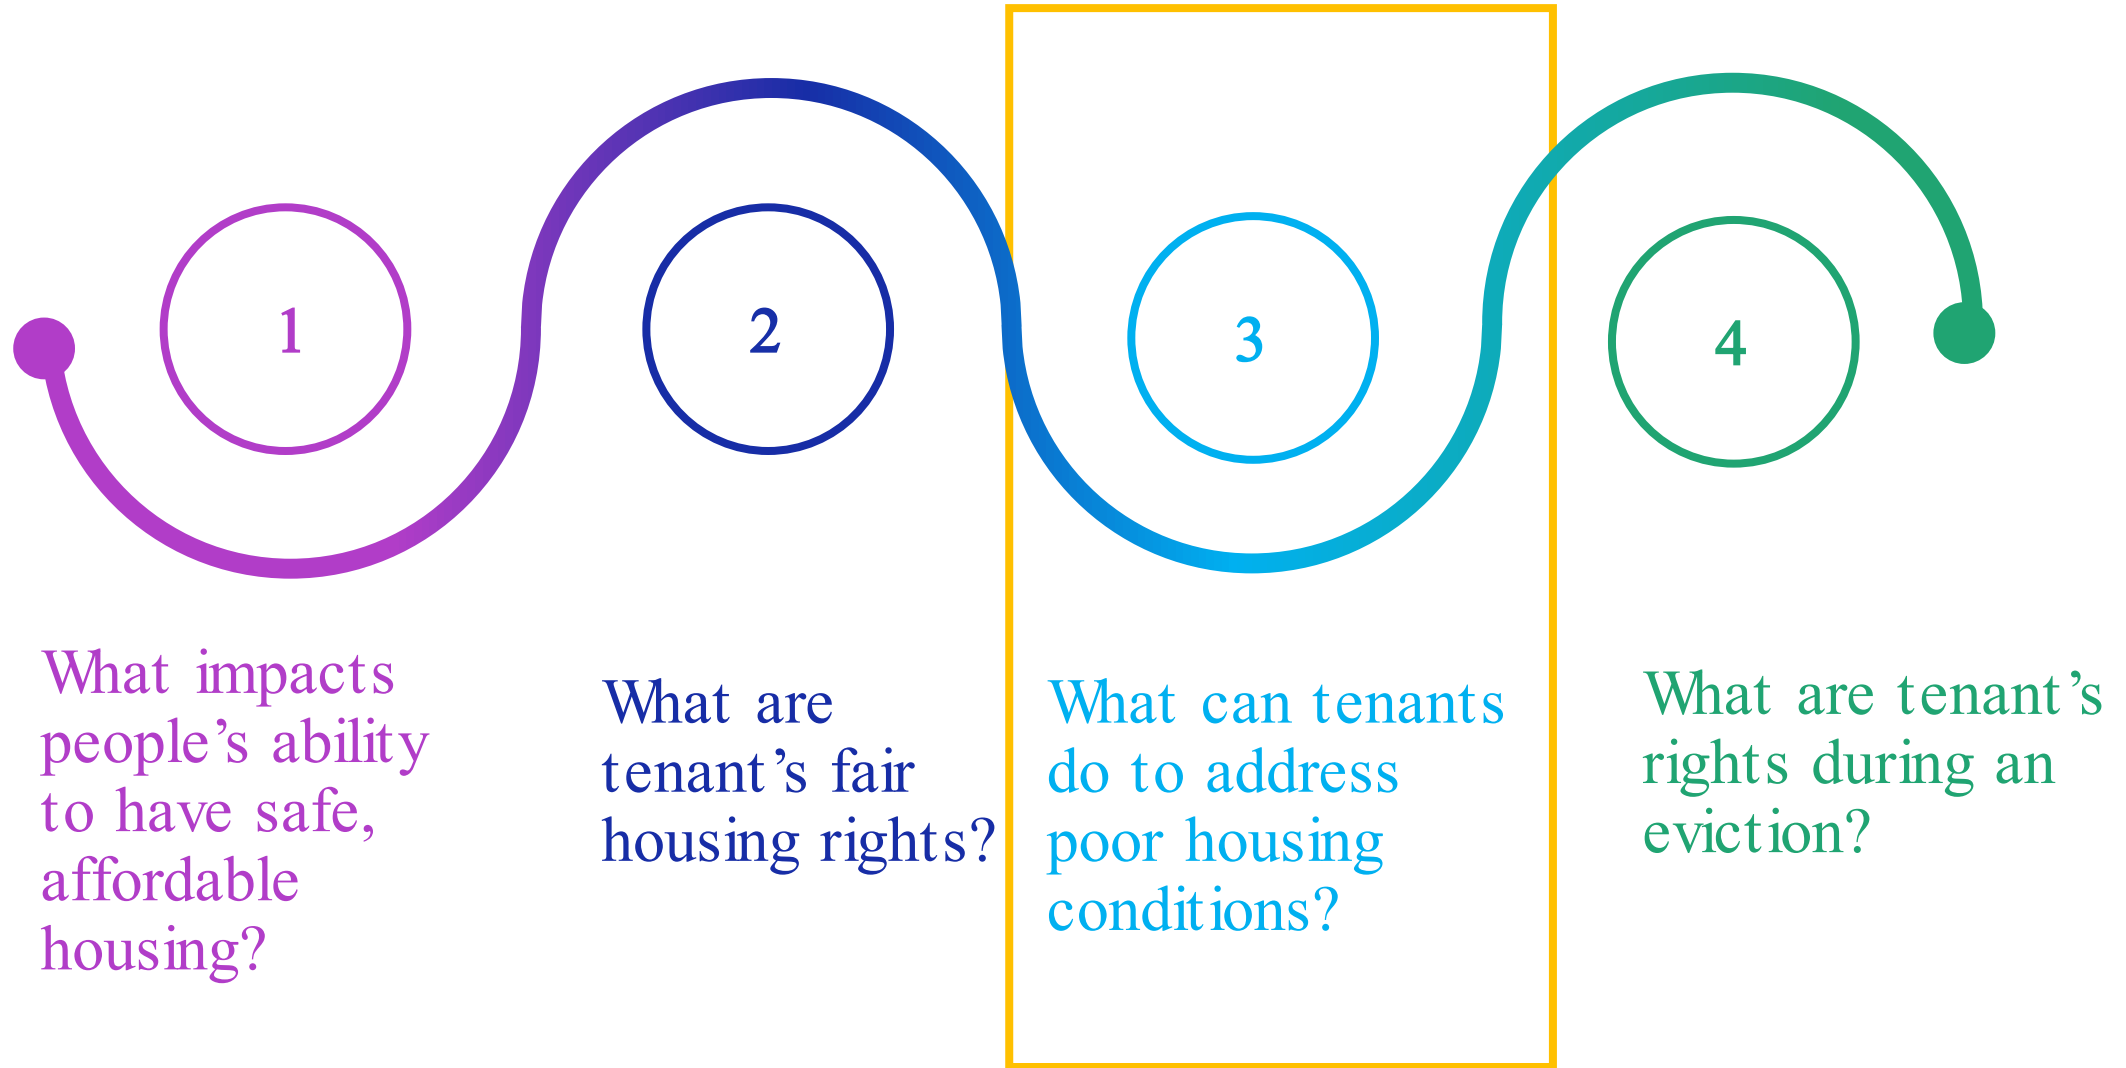 1
What impacts
people’s ability
to have safe,
affordable
housing?
2
What are
tenant’s fair
housing rights?
3
What can tenants
do to address
poor housing
conditions?
4
What are tenant’s
rights during an
eviction?